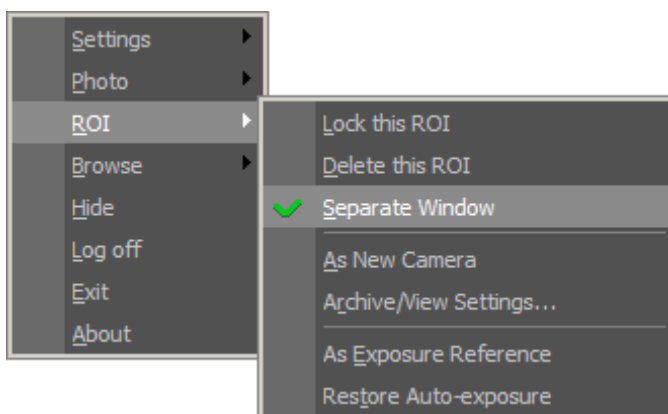 Settings
Photo
ROI
Browse
Hide
Log off
Exit
About
Lock this ROI
Delete this ROI
Separate Window
As New Camera
Archive/View Settings...
As Exposure Reference
Restore Auto-exposure